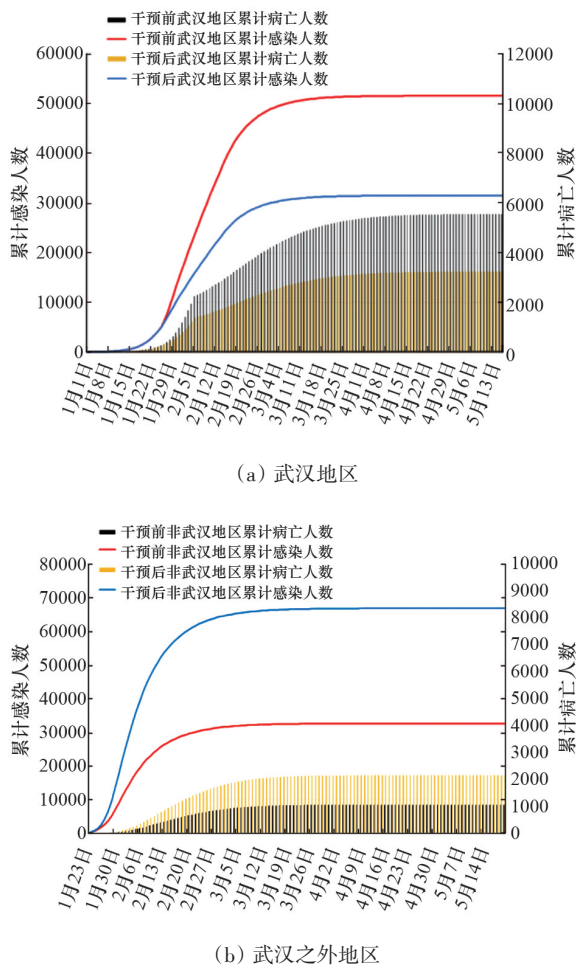 干预前武汉地区累计病亡人数
干预前武汉地区累计感染人数
干预后武汉地区累计病亡人数
干预后武汉地区累计感染人数
60000
50000
40000
30000
20000
10000
0
累计感染人数
12000
10000
8000
6000
4000
2000
0
累计病亡人数
1月1日
1月8日
1月15日
1月22日
1月29日
2月5日
2月12日
2月19日
2月26日
3月4日
3月11日
3月18日
3月25日
4月1日
4月8日
4月15日
4月22日
4月29日
5月6日
5月13日
(a) 武汉地区
干预前非武汉地区累计病亡人数
干预前非武汉地区累计感染人数
干预后非武汉地区累计病亡人数
干预后非武汉地区累计感染人数
80000
70000
60000
50000
40000
30000
20000
10000
0
累计感染人数
10000
9000
8000
7000
6000
5000
4000
3000
2000
1000
0
累计病亡人数
1月23日
1月30日
2月6日
2月13日
2月20日
2月27日
3月5日
3月12日
3月19日
3月26日
4月2日
4月9日
4月16日
4月23日
4月30日
5月7日
5月14日
(b) 武汉之外地区